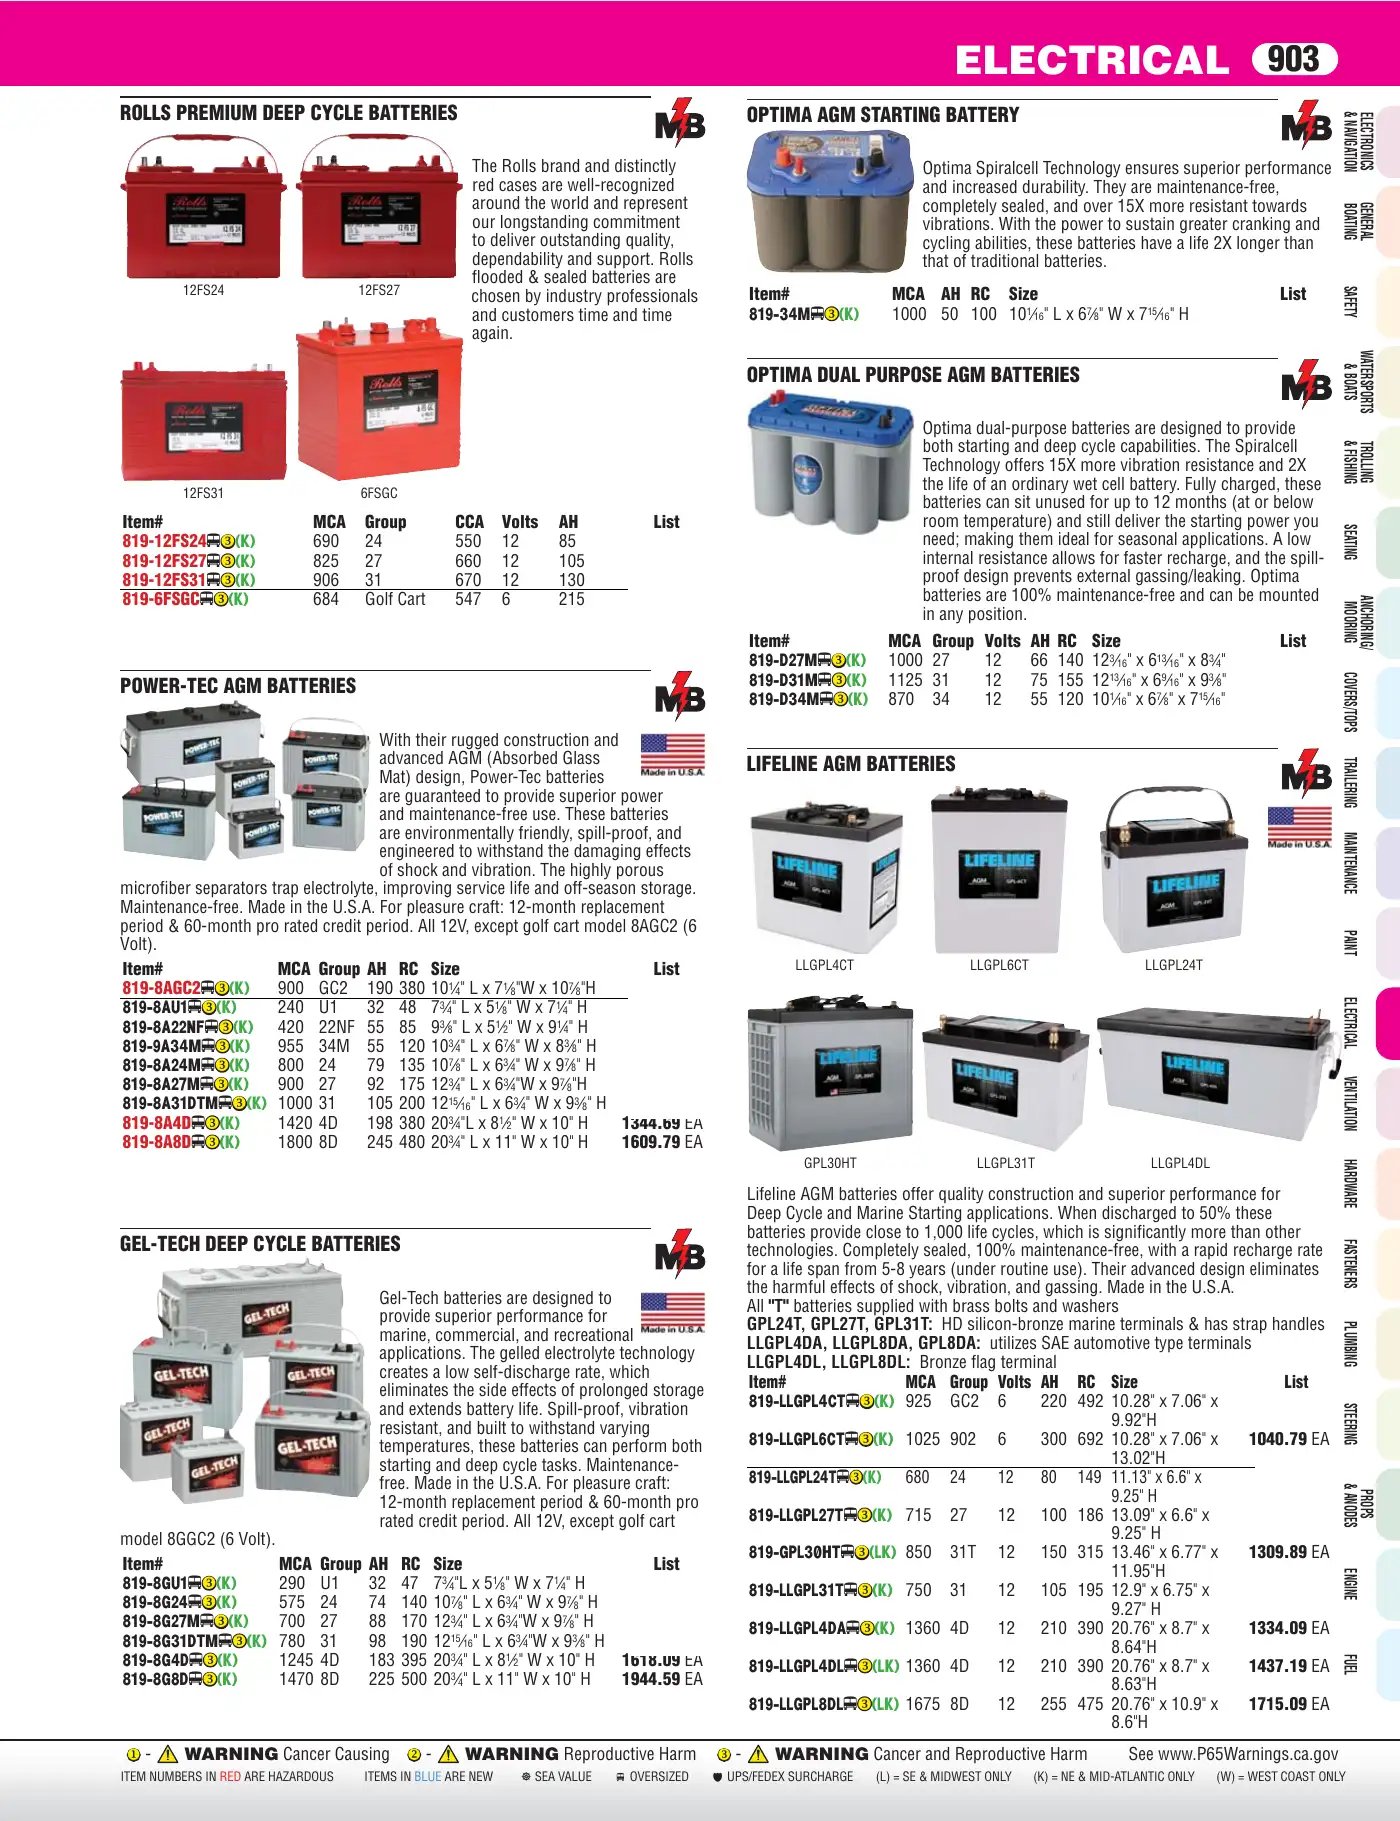 ELECTRICAL 903
ROLLS PREMIUM DEEP CYCLE BATTERIES
MB
12FS24
12FS27
The Rolls brand and distinctly
red cases are well-recognized
around the world and represent
our longstanding commitment
to deliver outstanding quality,
dependability and support. Rolls
flooded & sealed batteries are
chosen by industry professionals
and customers time and time
again.
12FS31
6FSGC
Item# MCA Group CCA Volts AH List
819-12FS24 3(K) 690 24 550 12 85
819-12FS27 3(K) 825 27 660 12 105
819-12FS31 3(K) 906 31 670 12 130
819-6FSGC 3(K) 684 Golf Cart 547 6 215
POWER-TEC AGM BATTERIES
MB
With their rugged construction and
advanced AGM (Absorbed Glass
Mat) design, Power-Tec batteries
Made in U.S.A.
are guaranteed to provide superior power
and maintenance-free use. These batteries
are environmentally friendly, spill-proof, and
engineered to withstand the damaging effects
of shock and vibration. The highly porous
microfiber separators trap electrolyte, improving service life and off-season storage.
Maintenance-free. Made in the U.S.A. For pleasure craft: 12-month replacement
period & 60-month pro rated credit period. All 12V, except golf cart model 8AGC2 (6
Volt).
Item# MCA Group AH RC Size List
819-8AGC2 3(K) 900 GC2 190 380 10¼" L x 7⅛"W x 10⅞"H
819-8AU1 3(K) 240 U1 32 48 7¾" L x 5⅛" W x 7¼" H
819-8A22NF 3(K) 420 22NF 55 85 9⅜" L x 5½" W x 9¼" H
819-9A34M 3(K) 955 34M 55 120 10¾" L x 6⅞" W x 8⅜" H
819-8A24M 3(K) 800 24 79 135 10⅞" L x 6¾" W x 9⅞" H
819-8A27M 3(K) 900 27 92 175 12¾" L x 6¾"W x 9⅞"H
819-8A31DTM 3(K) 1000 31 105 200 12¹⁵⁄₁₆" L x 6¾" W x 9⅜" H
819-8A4D 3(K) 1420 4D 198 380 20¾"L x 8½" W x 10" H 1344.69 EA
819-8A8D 3(K) 1800 8D 245 480 20¾" L x 11" W x 10" H 1609.79 EA
GEL-TECH DEEP CYCLE BATTERIES
MB
Gel-Tech batteries are designed to
provide superior performance for
marine, commercial, and recreational
Made in U.S.A.
applications. The gelled electrolyte technology
creates a low self-discharge rate, which
eliminates the side effects of prolonged storage
and extends battery life. Spill-proof, vibration
resistant, and built to withstand varying
temperatures, these batteries can perform both
starting and deep cycle tasks. Maintenance-
free. Made in the U.S.A. For pleasure craft:
12-month replacement period & 60-month pro
rated credit period. All 12V, except golf cart
model 8GGC2 (6 Volt).
Item# MCA Group AH RC Size List
819-8GU1 3(K) 290 U1 32 47 7¾"L x 5⅛" W x 7¼" H
819-8G24 3(K) 575 24 74 140 10⅞" L x 6¾" W x 9⅞" H
819-8G27M 3(K) 700 27 88 170 12¾" L x 6¾"W x 9⅞" H
819-8G31DTM 3(K) 780 31 98 190 12¹⁵⁄₁₆" L x 6¾"W x 9⅜" H
819-8G4D 3(K) 1245 4D 183 395 20¾" L x 8½" W x 10" H 1618.09 EA
819-8G8D 3(K) 1470 8D 225 500 20¾" L x 11" W x 10" H 1944.59 EA
OPTIMA AGM STARTING BATTERY
MB
Optima Spiralcell Technology ensures superior performance
and increased durability. They are maintenance-free,
completely sealed, and over 15X more resistant towards
vibrations. With the power to sustain greater cranking and
cycling abilities, these batteries have a life 2X longer than
that of traditional batteries.
Item# MCA AH RC Size List
819-34M 3(K) 1000 50 100 10¹⁄₁₆" L x 6⅞" W x 7¹⁵⁄₁₆" H
OPTIMA DUAL PURPOSE AGM BATTERIES
MB
Optima dual-purpose batteries are designed to provide
both starting and deep cycle capabilities. The Spiralcell
Technology offers 15X more vibration resistance and 2X
the life of an ordinary wet cell battery. Fully charged, these
batteries can sit unused for up to 12 months (at or below
room temperature) and still deliver the starting power you
need; making them ideal for seasonal applications. A low
internal resistance allows for faster recharge, and the spill-
proof design prevents external gassing/leaking. Optima
batteries are 100% maintenance-free and can be mounted
in any position.
Item# MCA Group Volts AH RC Size List
819-D27M 3(K) 1000 27 12 66 140 12³⁄₁₆" x 6¹³⁄₁₆" x 8¾"
819-D31M 3(K) 1125 31 12 75 155 12¹³⁄₁₆" x 6⁹⁄₁₆" x 9⅜"
819-D34M 3(K) 870 34 12 55 120 10¹⁄₁₆" x 6⅞" x 7¹⁵⁄₁₆"
LIFELINE AGM BATTERIES
MB
Made in U.S.A.
LLGPL4CT
LLGPL6CT
LLGPL24T
GPL30HT
LLGPL31T
LLGPL4DL
Lifeline AGM batteries offer quality construction and superior performance for
Deep Cycle and Marine Starting applications. When discharged to 50% these
batteries provide close to 1,000 life cycles, which is significantly more than other
technologies. Completely sealed, 100% maintenance-free, with a rapid recharge rate
for a life span from 5-8 years (under routine use). Their advanced design eliminates
the harmful effects of shock, vibration, and gassing. Made in the U.S.A.
All "T" batteries supplied with brass bolts and washers
GPL24T, GPL27T, GPL31T: HD silicon-bronze marine terminals & has strap handles
LLGPL4DA, LLGPL8DA, GPL8DA: utilizes SAE automotive type terminals
LLGPL4DL, LLGPL8DL: Bronze flag terminal
Item# MCA Group Volts AH RC Size List
819-LLGPL4CT 3(K) 925 GC2 6 220 492 10.28" x 7.06" x
9.92"H
819-LLGPL6CT 3(K) 1025 902 6 300 692 10.28" x 7.06" x 1040.79 EA
13.02"H
819-LLGPL24T 3(K) 680 24 12 80 149 11.13" x 6.6" x
9.25" H
819-LLGPL27T 3(K) 715 27 12 100 186 13.09" x 6.6" x
9.25" H
819-GPL30HT 3(LK) 850 31T 12 150 315 13.46" x 6.77" x 1309.89 EA
11.95"H
819-LLGPL31T 3(K) 750 31 12 105 195 12.9" x 6.75" x
9.27" H
819-LLGPL4DA 3(K) 1360 4D 12 210 390 20.76" x 8.7" x 1334.09 EA
8.64"H
819-LLGPL4DL 3(LK) 1360 4D 12 210 390 20.76" x 8.7" x 1437.19 EA
8.63"H
819-LLGPL8DL 3(LK) 1675 8D 12 255 475 20.76" x 10.9" x 1715.09 EA
8.6"H
ELECTRONICS
& NAVIGATION
GENERAL
BOATING
SAFETY
WATERSPORTS
& BOATS
TROLLING
& FISHING
SEATING
ANCHORING/
MOORING
COVERS/TOPS
TRAILERING
MAINTENANCE
PAINT
ELECTRICAL
VENTILATION
HARDWARE
FASTENERS
PLUMBING
STEERING
PROPS
& ANODES
ENGINE
FUEL
1 - WARNING Cancer Causing 2 - WARNING Reproductive Harm 3 - WARNING Cancer and Reproductive Harm See www.P65Warnings.ca.gov
ITEM NUMBERS IN RED ARE HAZARDOUS ITEMS IN BLUE ARE NEW SEA VALUE OVERSIZED UPS/FEDEX SURCHARGE (L) = SE & MIDWEST ONLY (K) = NE & MID-ATLANTIC ONLY (W) = WEST COAST ONLY